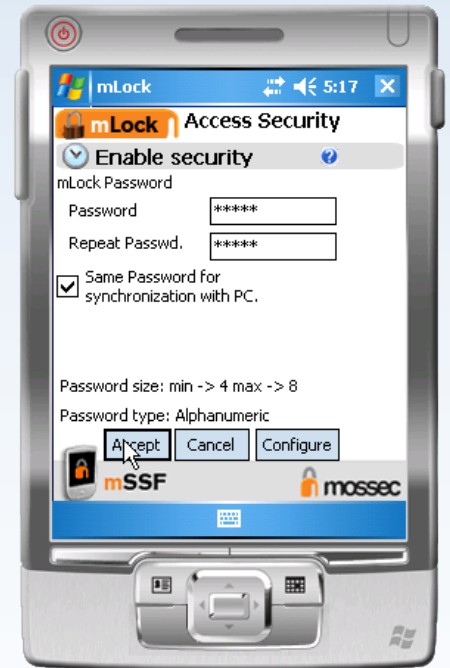 mLock 5:17
mLock Access Security
Enable security ?
mLock Password
Password *****
Repeat Passwd. *****
Same Password for
synchronization with PC.
Password size: min -> 4 max -> 8
Password type: Alphanumeric
Accept Cancel Configure
mSSF mossec